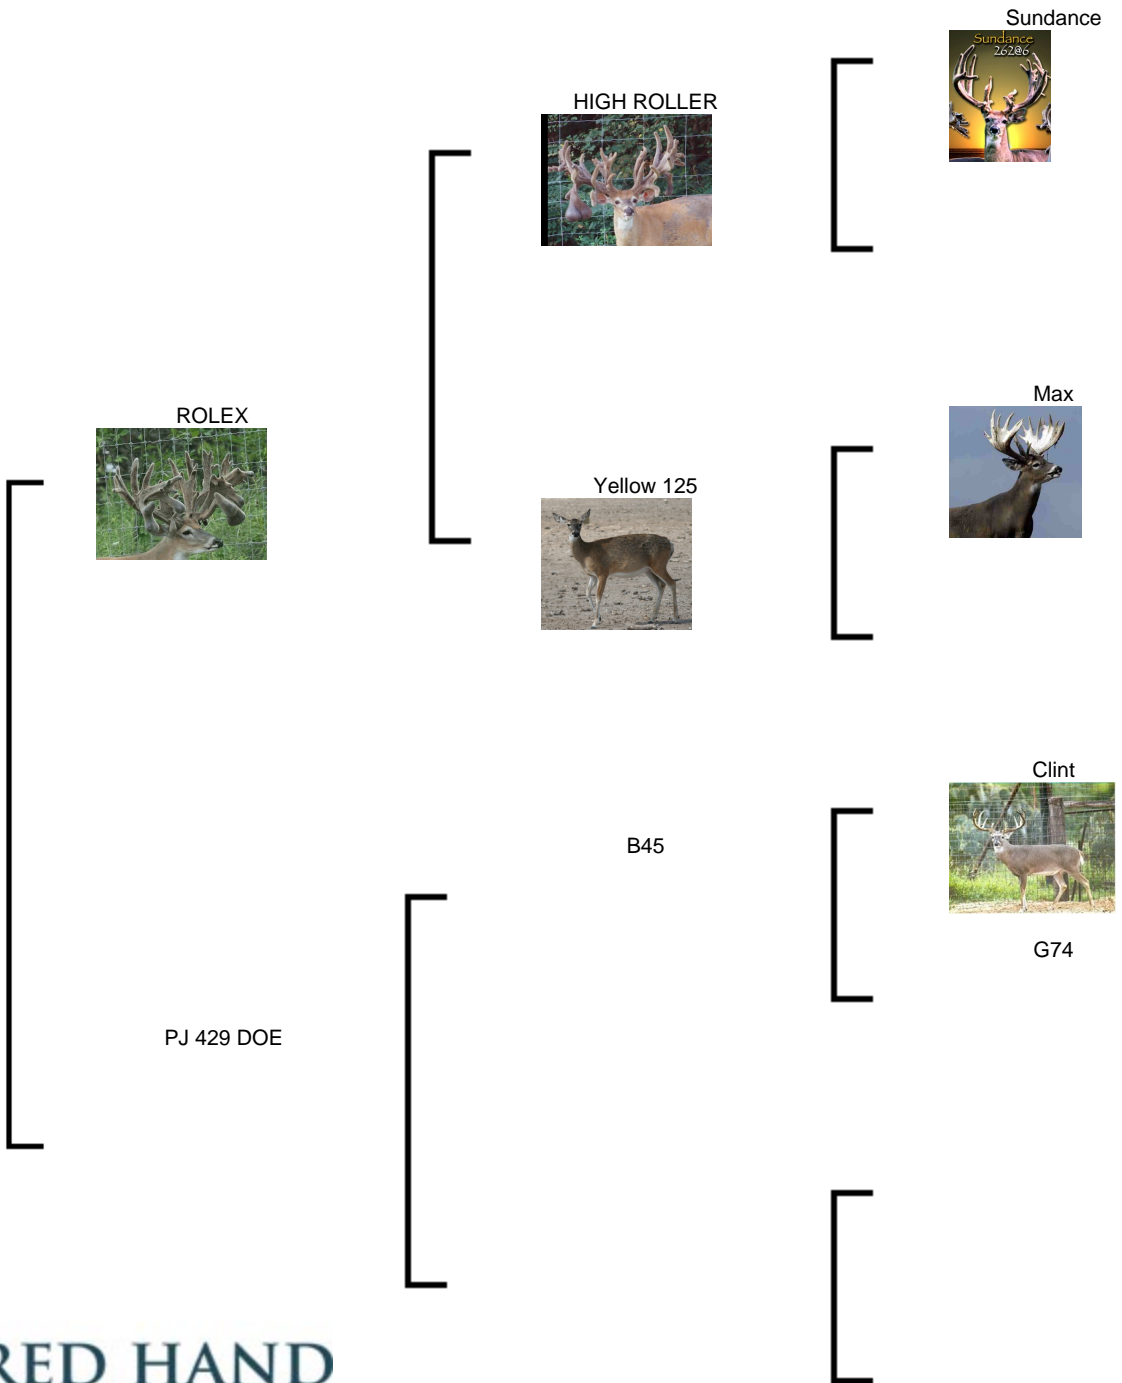 Sundance
Sundance
262@6
HIGH ROLLER
Max
ROLEX
Yellow 125
Clint
B45
G74
PJ 429 DOE
RED HAND